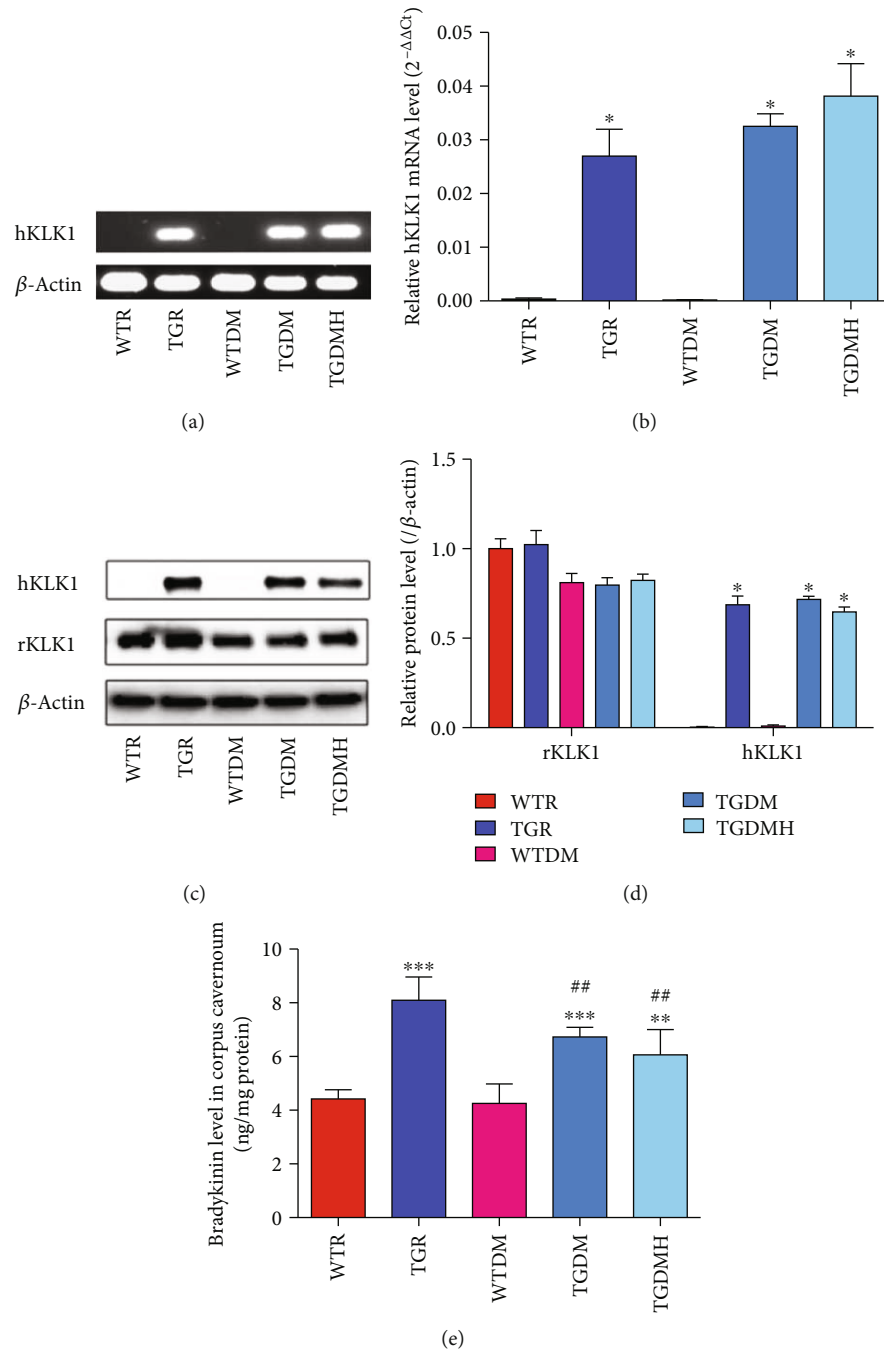 hKLK1
β-Actin
WTR
TGR
WTDM
TGDM
TGDMH
(a)
Relative hKLK1 mRNA level (2^−ΔΔCt)
0.05
0.04
0.03
0.02
0.01
0.00
*
*
*
WTR
TGR
WTDM
TGDM
TGDMH
(b)
hKLK1
rKLK1
β-Actin
WTR
TGR
WTDM
TGDM
TGDMH
(c)
Relative protein level (/β-actin)
1.5
1.0
0.5
0.0
*
*
*
rKLK1
hKLK1
WTR
TGR
WTDM
TGDM
TGDMH
(d)
Bradykinin level in corpus cavernoum
(ng/mg protein)
10
8
6
4
2
0
***
##
***
##
**
WTR
TGR
WTDM
TGDM
TGDMH
(e)